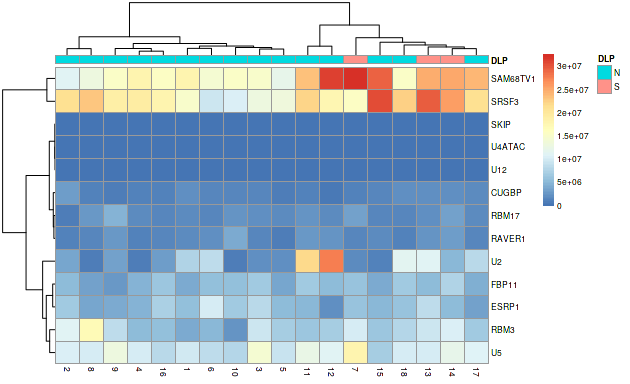 DLP
SAM68TV1
SRSF3
SKIP
U4ATAC
U12
CUGBP
RBM17
RAVER1
U2
FBP11
ESRP1
RBM3
U5
2 8 9 4 16 1 6 10 3 5 11 12 7 15 18 13 14 17
3e+07
2.5e+07
2e+07
1.5e+07
1e+07
5e+06
0
DLP
N
S